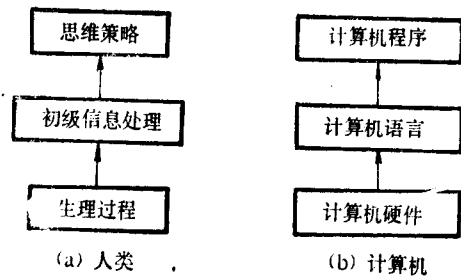 思维策略
初级信息处理
生理过程
(a) 人类
计算机程序
计算机语言
计算机硬件
(b) 计算机